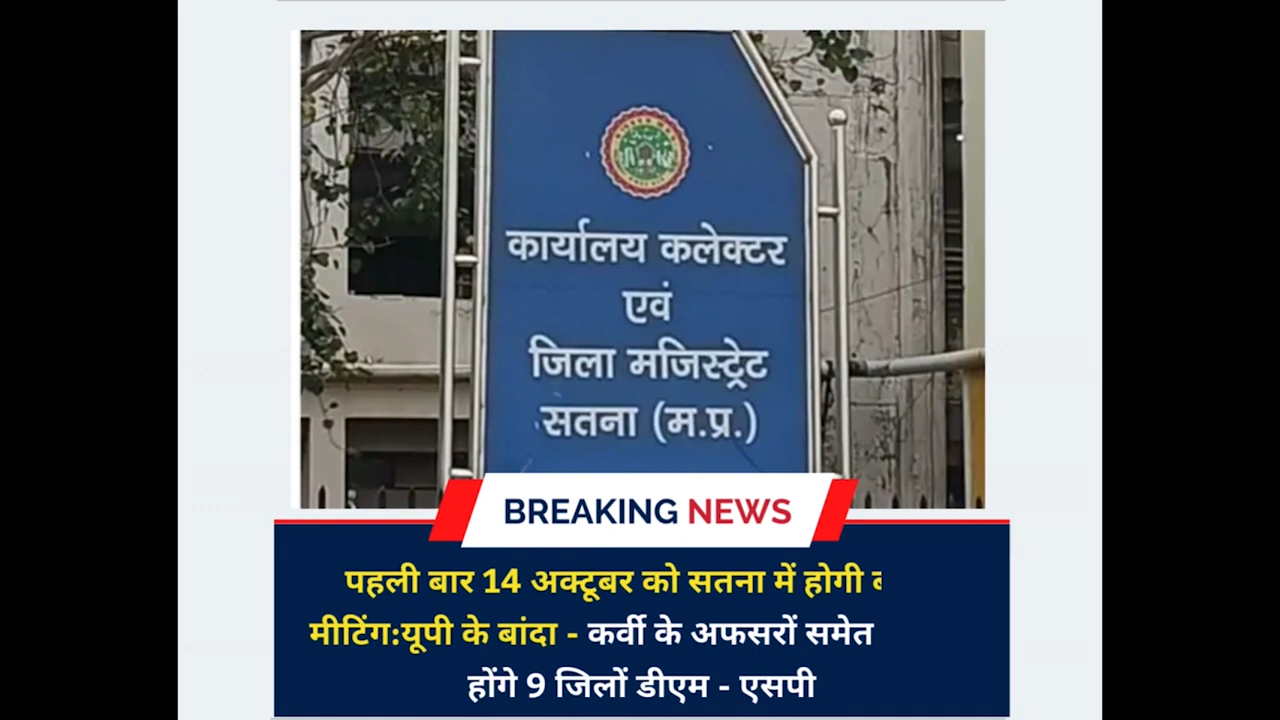 कार्यालय कलेक्टर
एवं
जिला मजिस्ट्रेट
सतना (म.प्र.)
BREAKING NEWS
पहली बार 14 अक्टूबर को सतना में होगी
मीटिंग:यूपी के बांदा - कर्वी के अफसरों समेत
होंगे 9 जिलों डीएम - एसपी